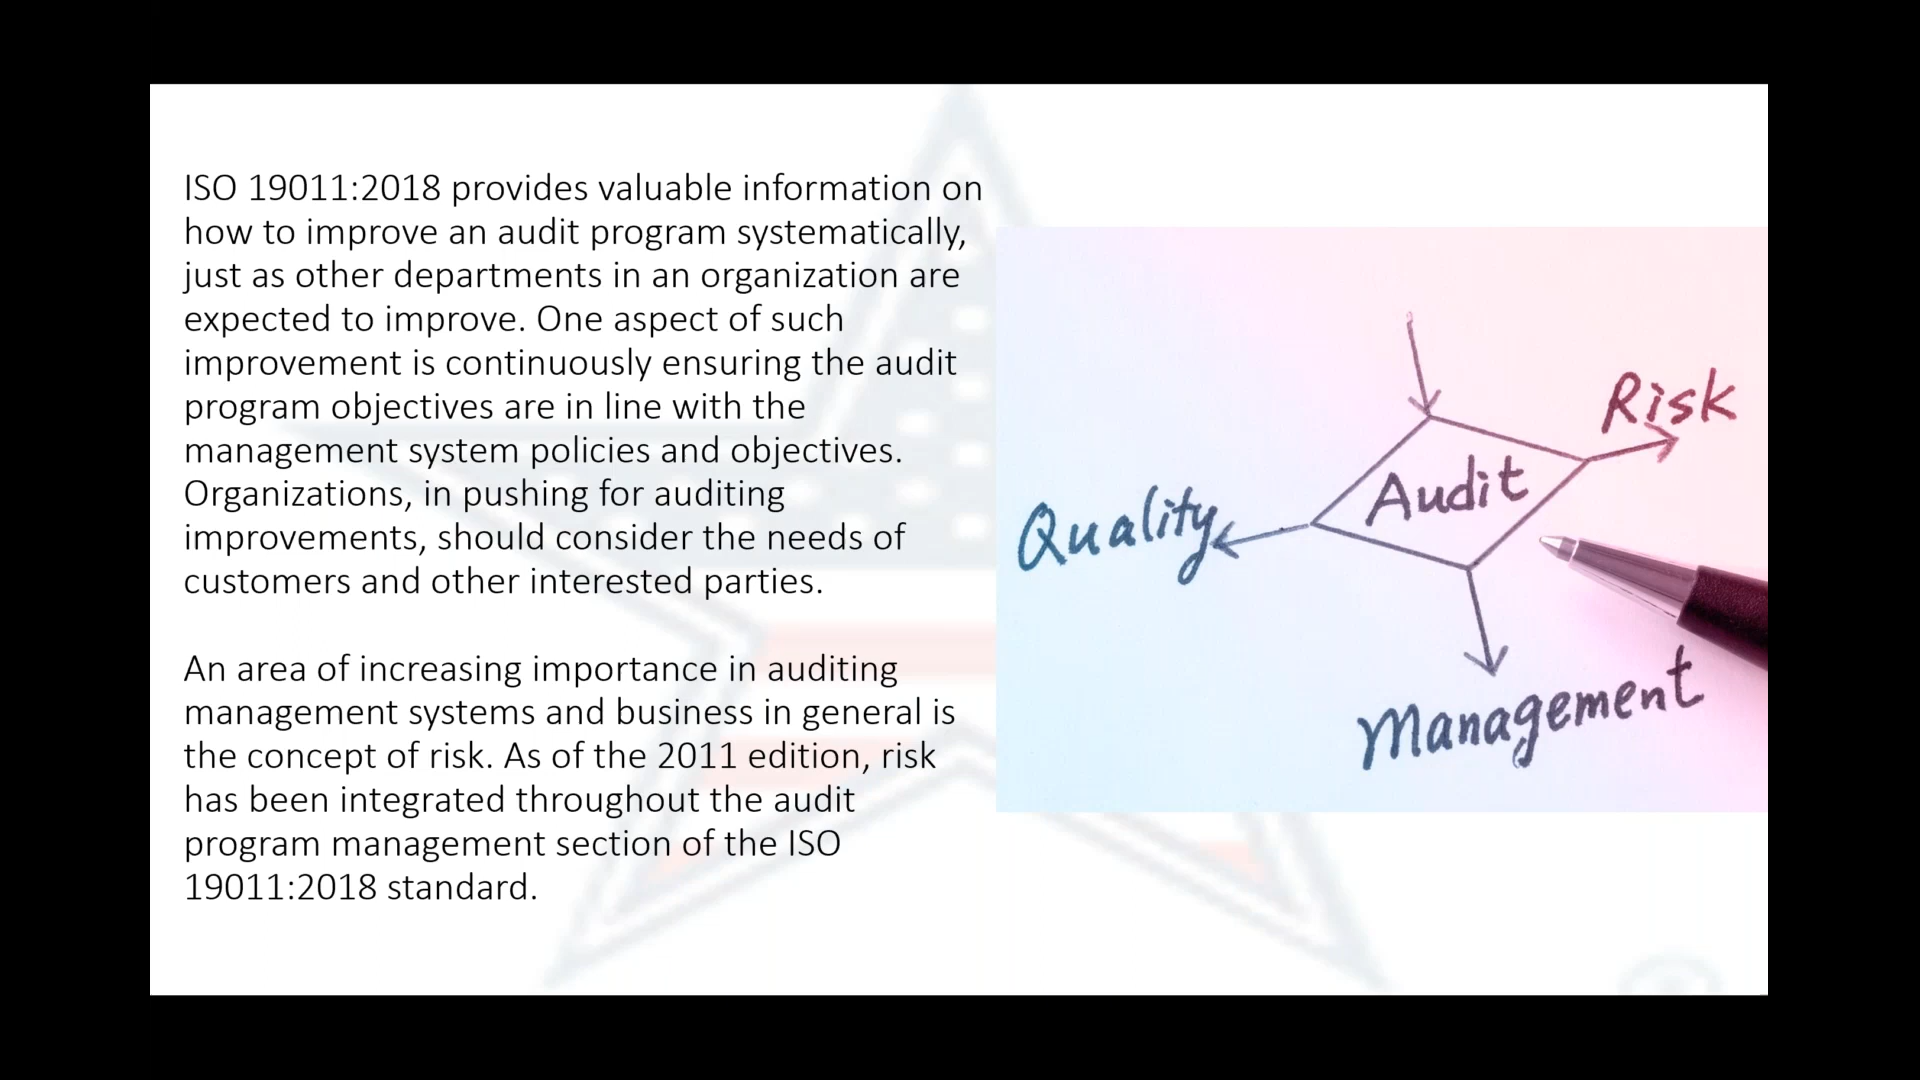 ISO 19011:2018 provides valuable information on
how to improve an audit program systematically,
just as other departments in an organization are
expected to improve. One aspect of such
improvement is continuously ensuring the audit
program objectives are in line with the
management system policies and objectives.
Organizations, in pushing for auditing
improvements, should consider the needs of
customers and other interested parties.
An area of increasing importance in auditing
management systems and business in general is
the concept of risk. As of the 2011 edition, risk
has been integrated throughout the audit
program management section of the ISO
19011:2018 standard.
Risk
Audit
Quality
Management